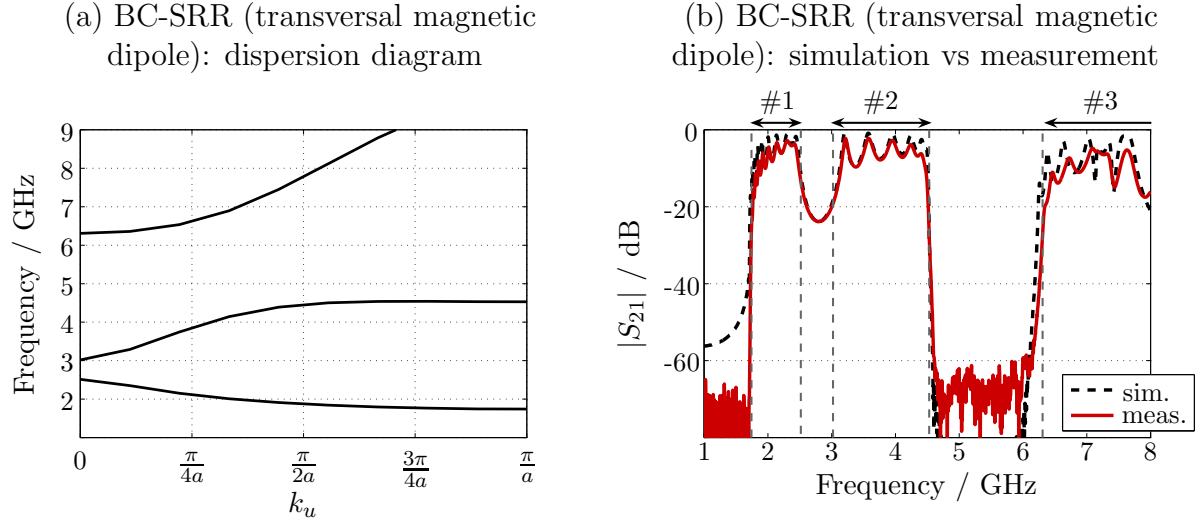 (a) BC-SRR (transversal magnetic
dipole): dispersion diagram
9
8
7
6
5
4
3
2
Frequency / GHz
0
π/4a
π/2a
3π/4a
π/a
k_u
(b) BC-SRR (transversal magnetic
dipole): simulation vs measurement
#1 #2 #3
0
-20
-40
-60
|S_21| / dB
sim.
meas.
1 2 3 4 5 6 7 8
Frequency / GHz